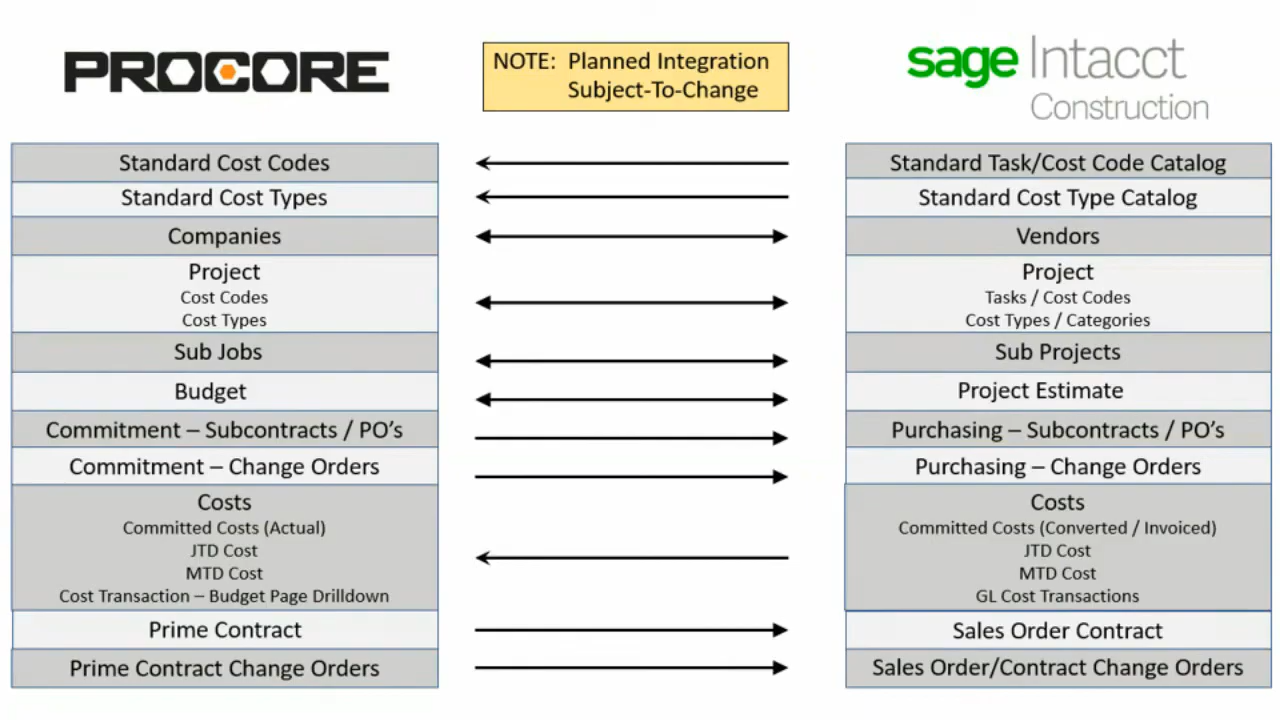 PROCORE
NOTE: Planned Integration
Subject-To-Change
sage Intacct
Construction
Standard Cost Codes
Standard Task/Cost Code Catalog
Standard Cost Types
Standard Cost Type Catalog
Companies
Vendors
Project
Cost Codes
Cost Types
Project
Tasks / Cost Codes
Cost Types / Categories
Sub Jobs
Sub Projects
Budget
Project Estimate
Commitment – Subcontracts / PO’s
Purchasing – Subcontracts / PO’s
Commitment – Change Orders
Purchasing – Change Orders
Costs
Committed Costs (Actual)
JTD Cost
MTD Cost
Cost Transaction – Budget Page Drilldown
Costs
Committed Costs (Converted / Invoiced)
JTD Cost
MTD Cost
GL Cost Transactions
Prime Contract
Sales Order Contract
Prime Contract Change Orders
Sales Order/Contract Change Orders